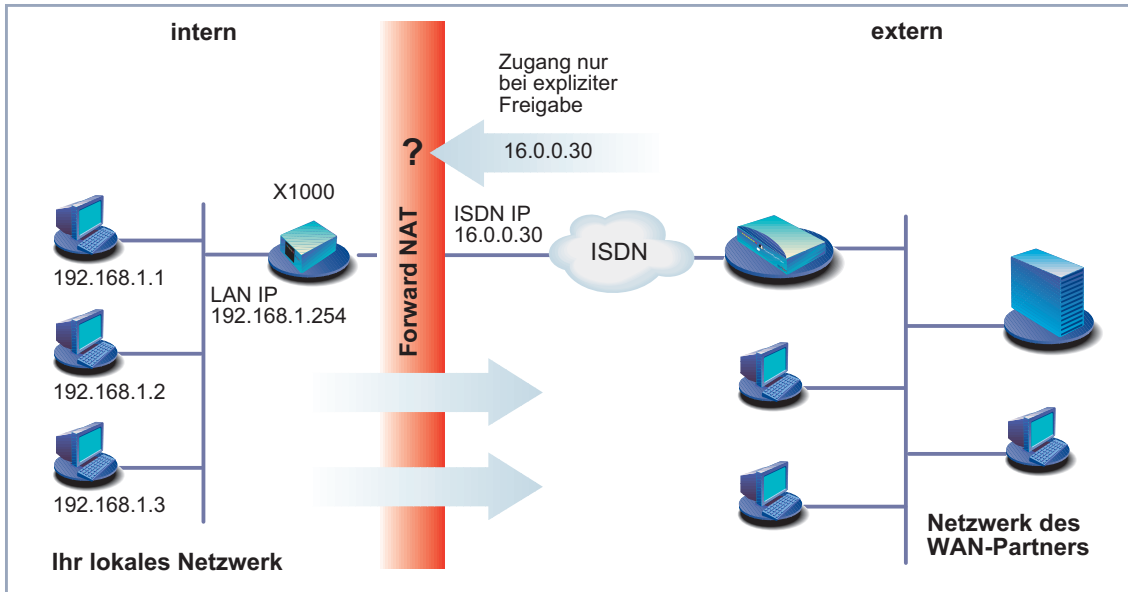 intern
extern
Zugang nur
bei expliziter
Freigabe
?
16.0.0.30
X1000
Forward NAT
ISDN IP
16.0.0.30
ISDN
192.168.1.1
LAN IP
192.168.1.254
192.168.1.2
192.168.1.3
Ihr lokales Netzwerk
Netzwerk des
WAN-Partners